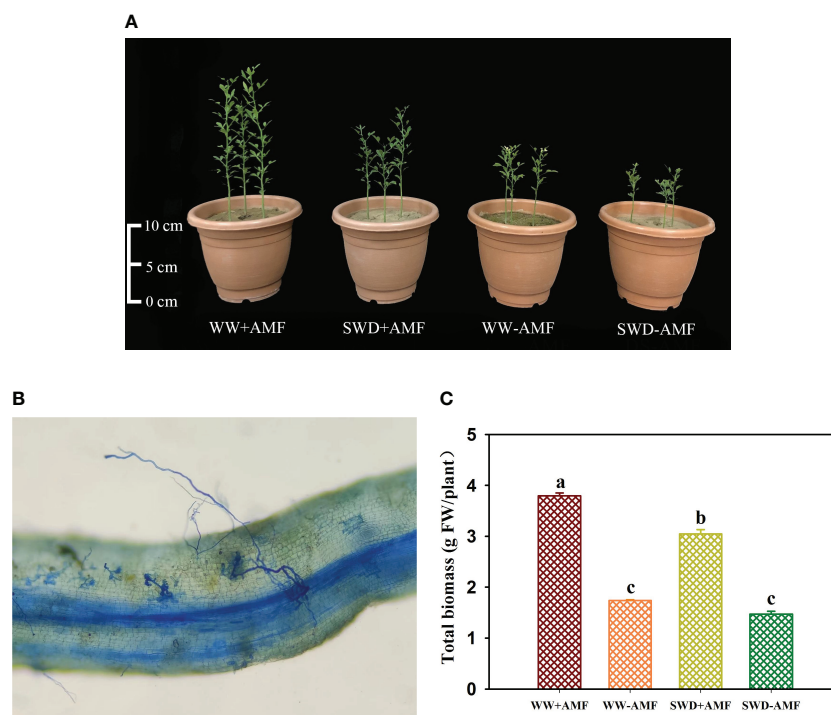 A
10 cm
5 cm
0 cm
WW+AMF SWD+AMF WW-AMF SWD-AMF
B
C
Total biomass (g FW/plant)
5
4
3
2
1
0
a
c
b
c
WW+AMF WW-AMF SWD+AMF SWD-AMF